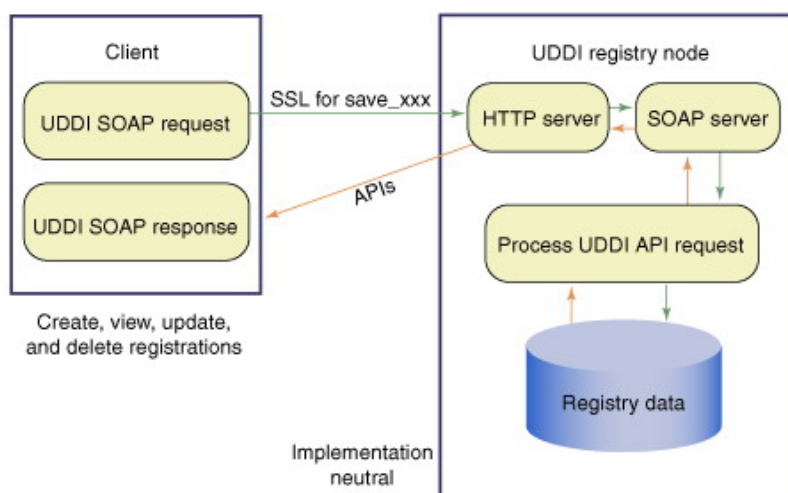 Client
UDDI SOAP request
UDDI SOAP response
Create, view, update,
and delete registrations
SSL for save_xxx
APIs
UDDI registry node
HTTP server
SOAP server
Process UDDI API request
Registry data
Implementation
neutral